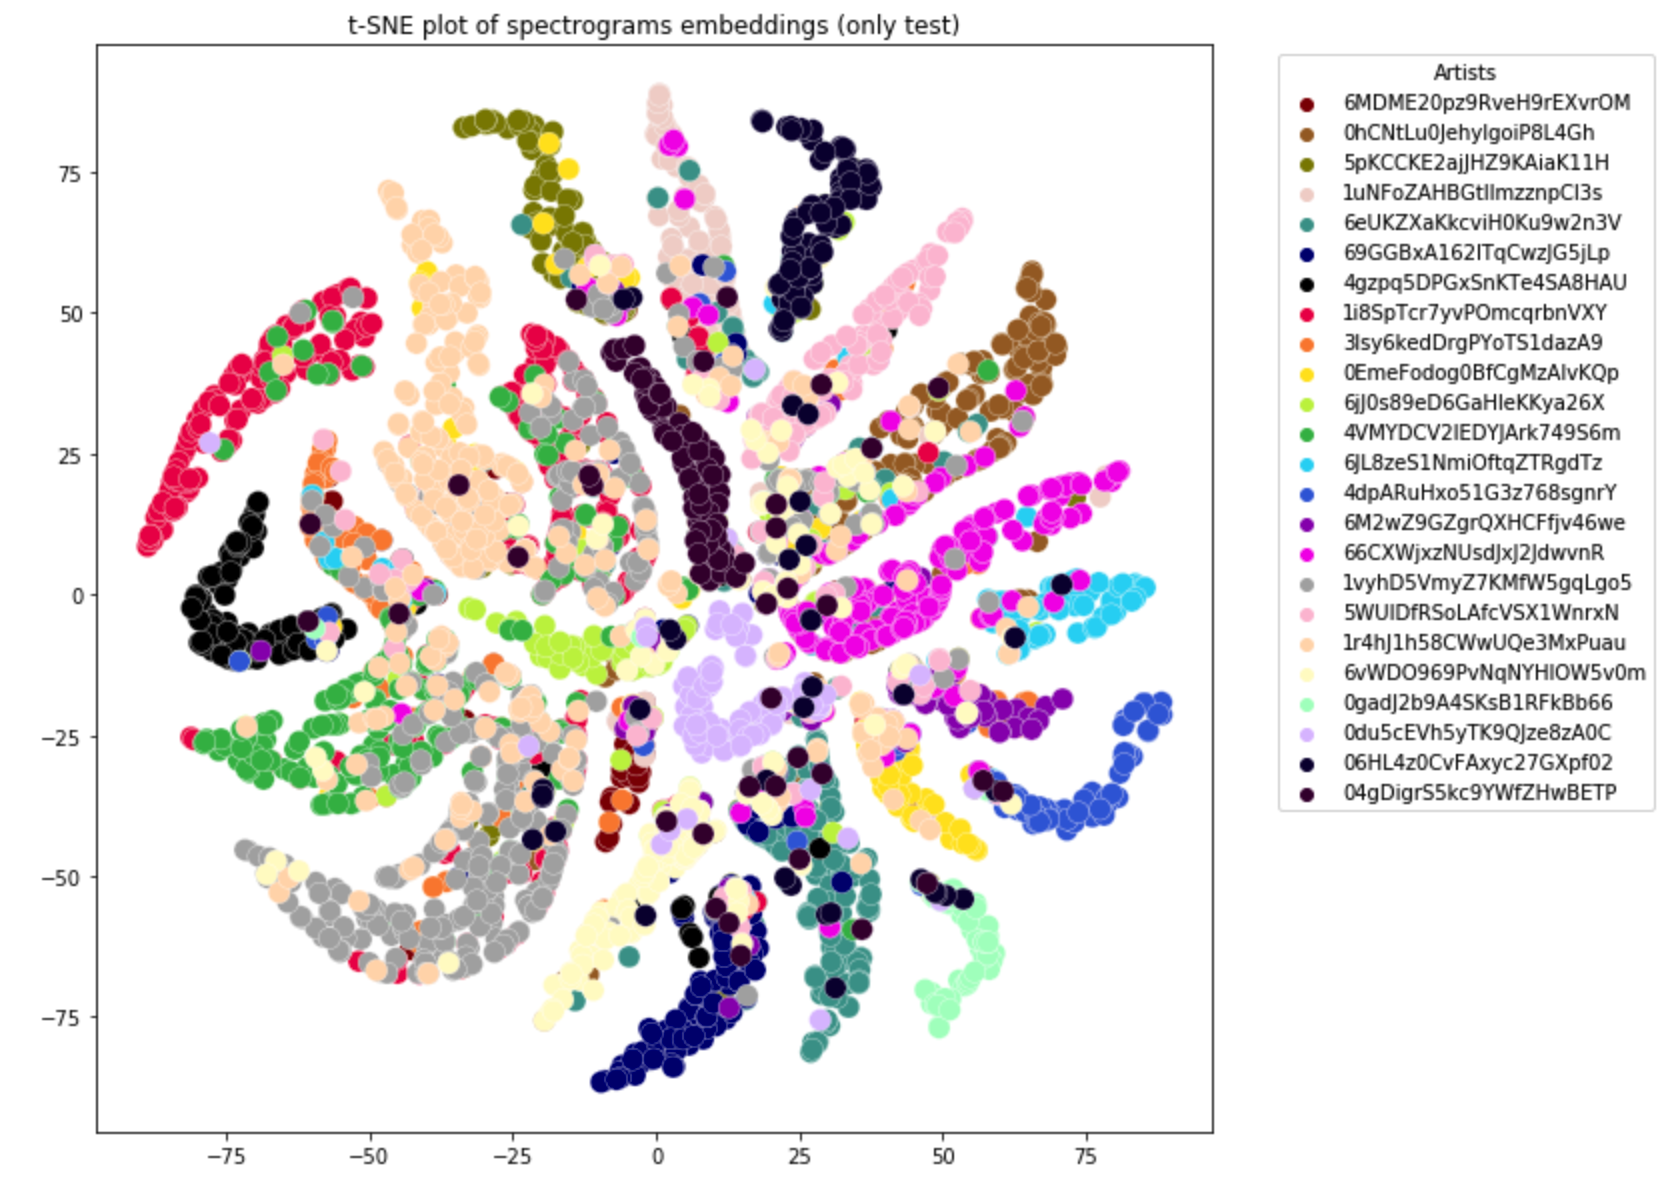 t-SNE plot of spectrograms embeddings (only test)
75
50
25
0
−25
−50
−75
−75
−50
−25
0
25
50
75
Artists
6MDME20pz9RveH9rEXvrOM
0hCNtLu0JehylgoiP8L4Gh
5pKCCKE2ajJHZ9KAiaK11H
1uNFoZAHBGtIImzznpCI3s
6eUKZXaKkcviH0Ku9w2n3V
69GGBxA162lTqCwzJG5jLp
4gzpq5DPGxSnKTe4SA8HAU
1i8SpTcr7yvPOmcqrbnVXY
3lsy6kedDrgPYoTS1dazA9
0EmeFodog0BfCgMzAIvKQp
6jJ0s89eD6GaHleKKya26X
4VMYDCV2IEDYJArk749S6m
6JL8zeS1NmiOftqZTRgdTz
4dpARuHxo51G3z768sgnrY
6M2wZ9GZgrQXHCFfjv46we
66CXWjxzNUsdJxJ2JdwvnR
1vyhD5VmyZ7KMfW5gqLgo5
5WUlDfRSoLAfcVSX1WnrxN
1r4hJ1h58CWwUQe3MxPuau
6vWDO969PvNqNYHIOW5v0m
0gadJ2b9A4SKsB1RFkBb66
0du5cEVh5yTK9QJze8zA0C
06HL4z0CvFAxyc27GXpf02
04gDigrS5kc9YWfZHwBETP